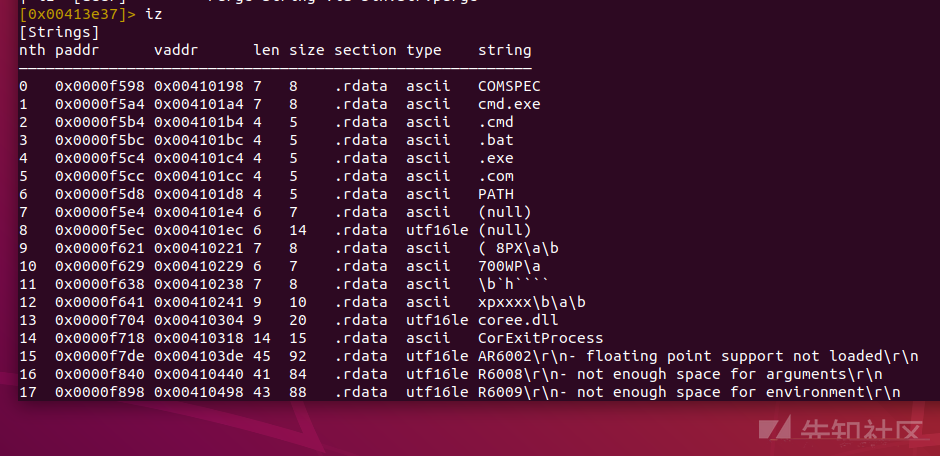 [0x00413e37]> iz
[Strings]
nth paddr      vaddr      len size section type    string
0   0x0000f598 0x00410198 7   8    .rdata  ascii   COMSPEC
1   0x0000f5a4 0x004101a4 7   8    .rdata  ascii   cmd.exe
2   0x0000f5b4 0x004101b4 4   5    .rdata  ascii   .cmd
3   0x0000f5bc 0x004101bc 4   5    .rdata  ascii   .bat
4   0x0000f5c4 0x004101c4 4   5    .rdata  ascii   .exe
5   0x0000f5cc 0x004101cc 4   5    .rdata  ascii   .com
6   0x0000f5d8 0x004101d8 4   5    .rdata  ascii   PATH
7   0x0000f5e4 0x004101e4 6   7    .rdata  ascii   (null)
8   0x0000f5ec 0x004101ec 6   14   .rdata  utf16le (null)
9   0x0000f621 0x00410221 7   8    .rdata  ascii   ( 8PX\a\b
10  0x0000f629 0x00410229 6   7    .rdata  ascii   700WP\a
11  0x0000f638 0x00410238 7   8    .rdata  ascii   \b`h````
12  0x0000f641 0x00410241 9   10   .rdata  ascii   xpxxxx\b\a\b
13  0x0000f704 0x00410304 9   20   .rdata  utf16le coree.dll
14  0x0000f718 0x00410318 14  15   .rdata  ascii   CorExitProcess
15  0x0000f7de 0x004103de 45  92   .rdata  utf16le AR6002\r\n- floating point support not loaded\r\n
16  0x0000f840 0x00410440 41  84   .rdata  utf16le R6008\r\n- not enough space for arguments\r\n
17  0x0000f898 0x00410498 43  88   .rdata  utf16le R6009\r\n- not enough space for environment\r\n
先知社区